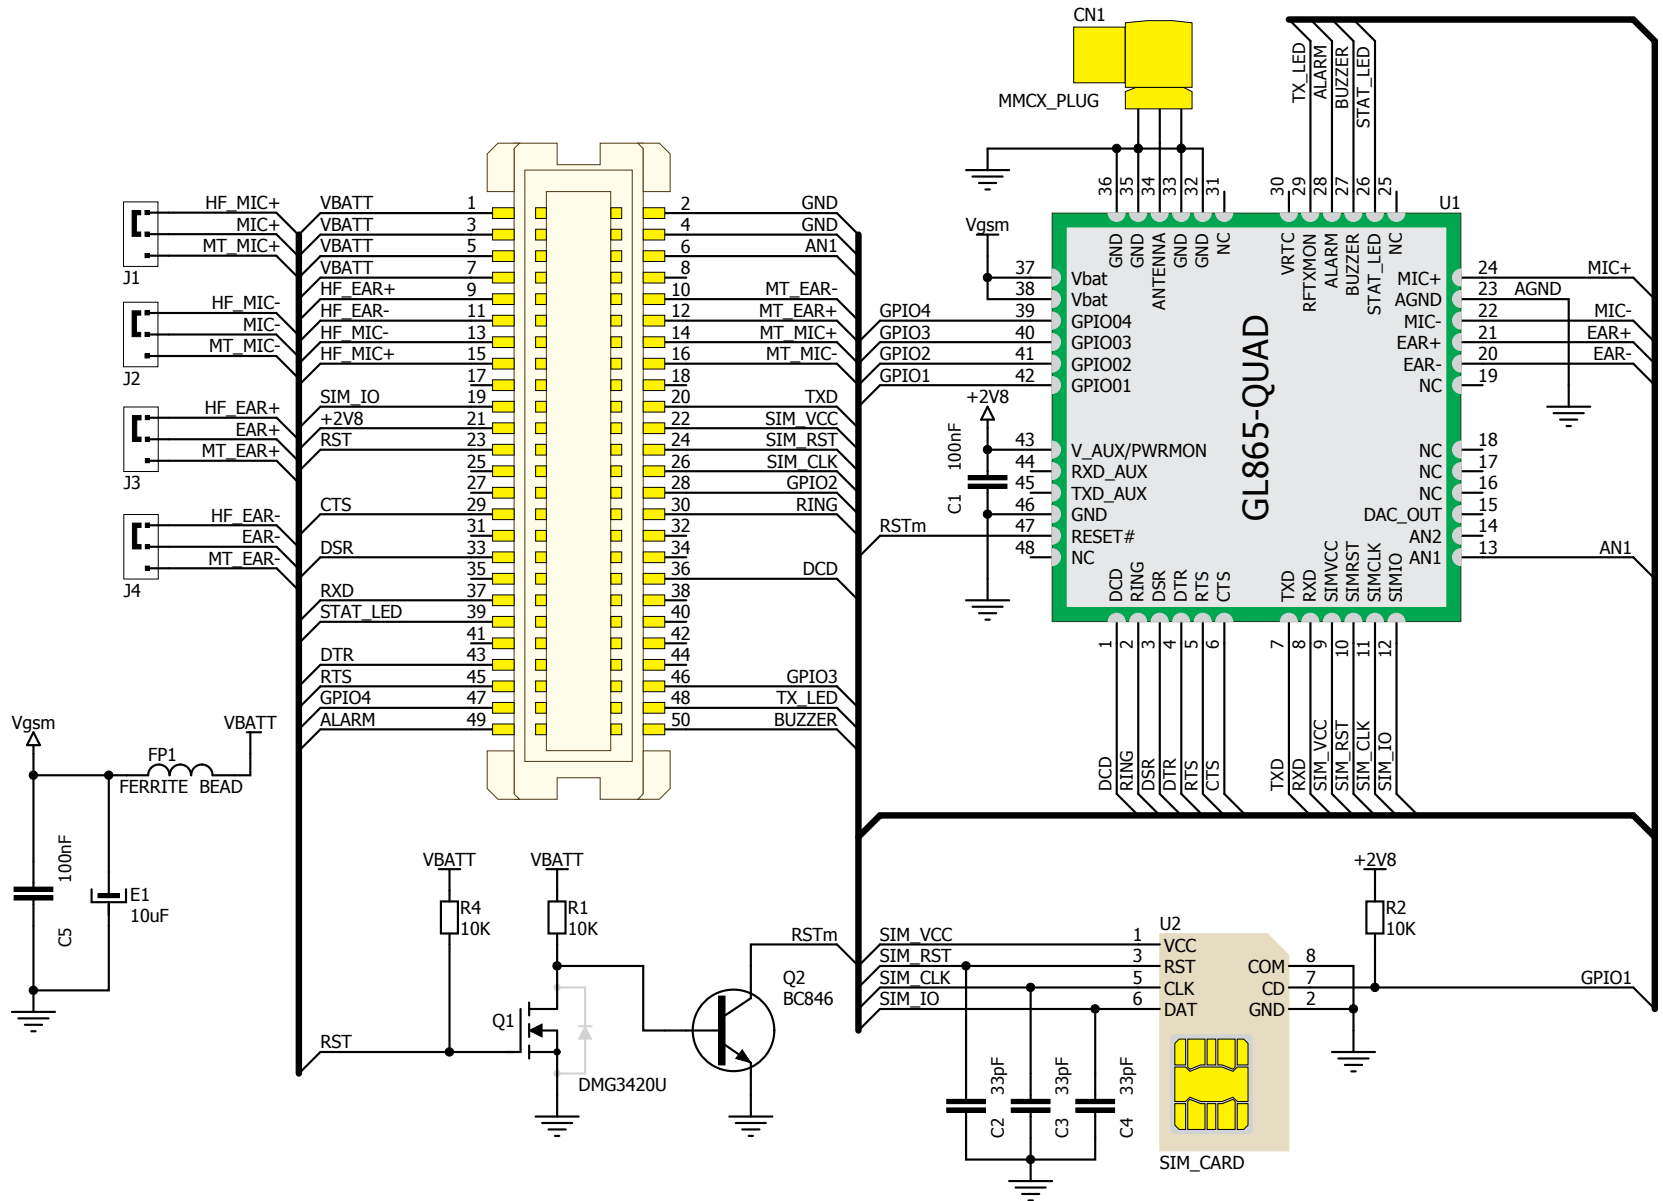 CN1
MMCX_PLUG
TX_LED
ALARM
BUZZER
STAT_LED
36
35
34
33
32
31
30
29
28
27
26
25
U1
GND
GND
ANTENNA
GND
GND
NC
VRTC
RFTXMON
ALARM
BUZZER
STAT_LED
NC
GL865-QUAD
Vgsm
37 Vbat
38 Vbat
GPIO4 39 GPIO04
GPIO3 40 GPIO03
GPIO2 41 GPIO02
GPIO1 42 GPIO01
+2V8
100nF
C1
43 V_AUX/PWRMON
44 RXD_AUX
45 TXD_AUX
46 GND
RSTm 47 RESET#
48 NC
MIC+ 24 MIC+
AGND 23 AGND
MIC- 22 MIC-
EAR+ 21 EAR+
EAR- 20 EAR-
NC 19
NC 18
NC 17
NC 16
DAC_OUT 15
AN2 14
AN1 13 AN1
DCD
RING
DSR
DTR
RTS
CTS
TXD
RXD
SIMVCC
SIMRST
SIMCLK
SIMIO
1
2
3
4
5
6
7
8
9
10
11
12
DCD
RING
DSR
DTR
RTS
CTS
TXD
RXD
SIM_VCC
SIM_RST
SIM_CLK
SIM_IO
HF_MIC+
MIC+
MT_MIC+
J1
HF_MIC-
MIC-
MT_MIC-
J2
HF_EAR+
EAR+
MT_EAR+
J3
HF_EAR-
EAR-
MT_EAR-
J4
VBATT 1
VBATT 3
VBATT 5
VBATT 7
HF_EAR+ 9
HF_EAR- 11
HF_MIC- 13
HF_MIC+ 15
17
SIM_IO 19
+2V8 21
RST 23
25
27
CTS 29
31
DSR 33
35
RXD 37
STAT_LED 39
41
DTR 43
RTS 45
GPIO4 47
ALARM 49
2 GND
4 GND
6 AN1
8
10 MT_EAR-
12 MT_EAR+
14 MT_MIC+
16 MT_MIC-
18
20 TXD
22 SIM_VCC
24 SIM_RST
26 SIM_CLK
28 GPIO2
30 RING
32
34
36 DCD
38
40
42
44
46 GPIO3
48 TX_LED
50 BUZZER
Vgsm
VBATT
FP1
FERRITE BEAD
100nF
C5
E1
10uF
VBATT
R4
10K
VBATT
R1
10K
RST
Q1
DMG3420U
RSTm
Q2
BC846
SIM_VCC 1 VCC
SIM_RST 3 RST
SIM_CLK 5 CLK
SIM_IO 6 DAT
U2
COM 8
CD 7
GND 2
+2V8
R2
10K
GPIO1
33pF
C2
33pF
C3
33pF
C4
SIM_CARD